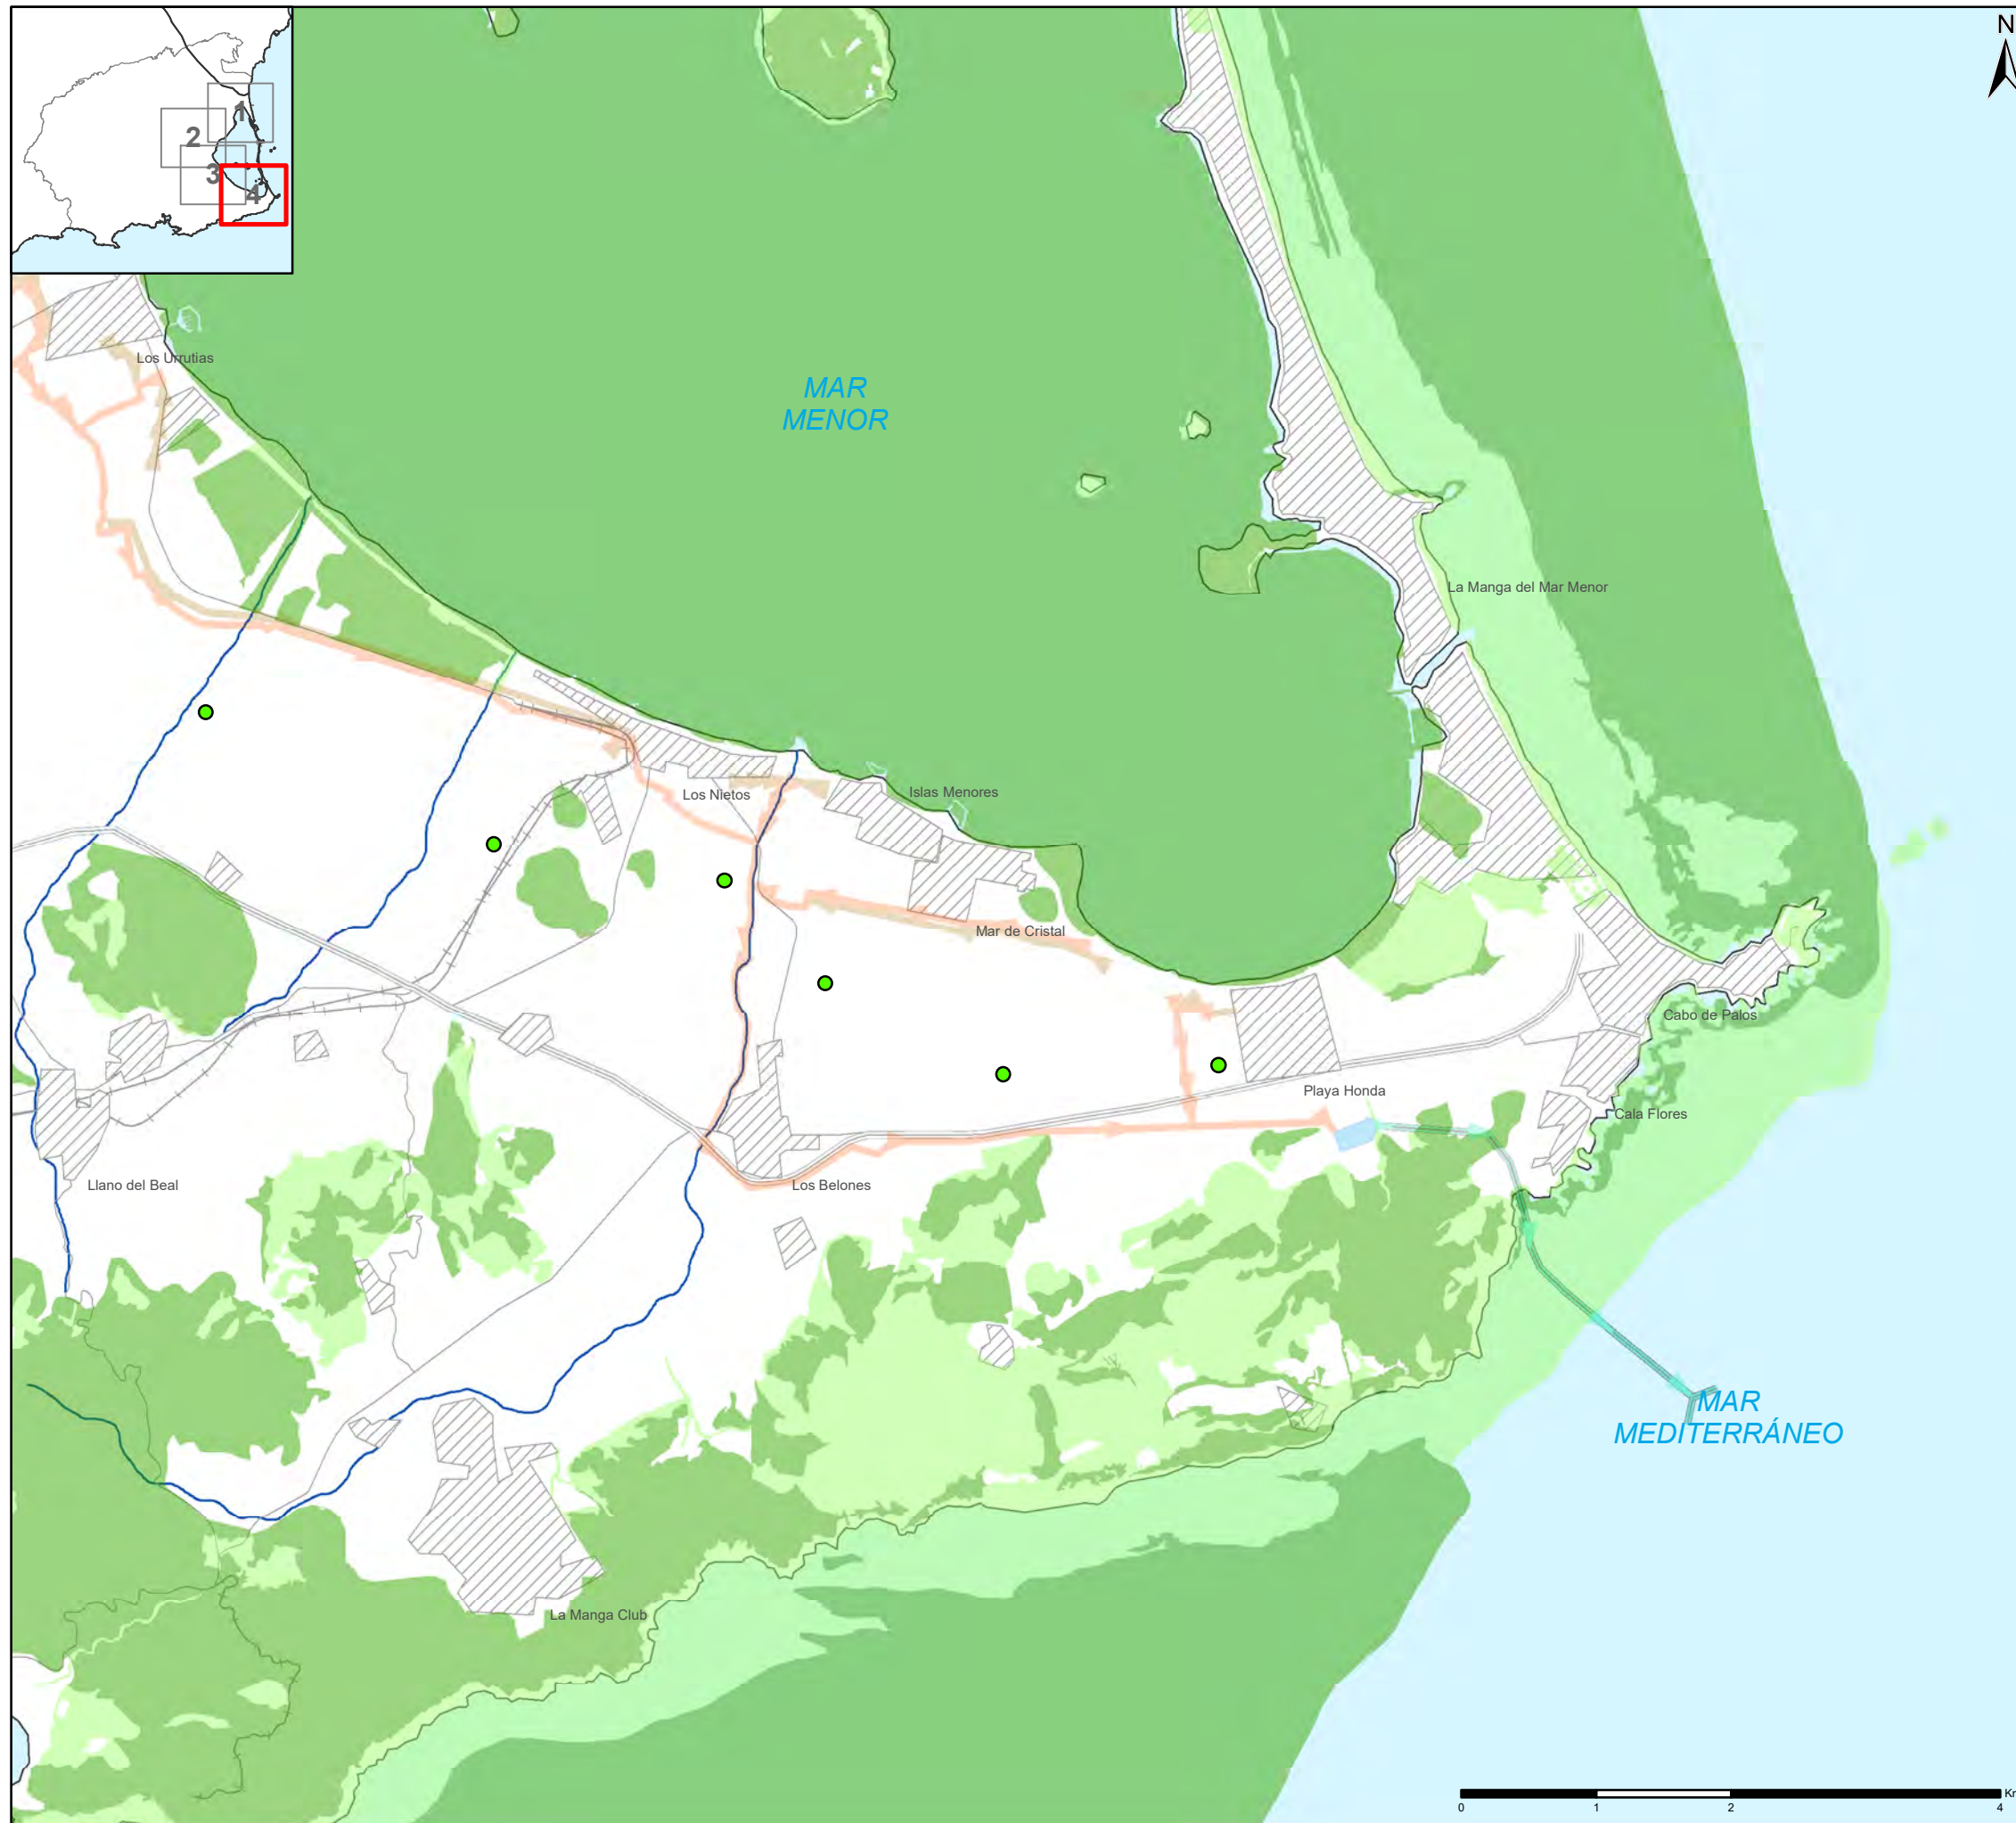 N
1
2
3
4
Los Urrutias
MAR
MENOR
La Manga del Mar Menor
Los Nietos
Islas Menores
Mar de Cristal
Cabo de Palos
Playa Honda
Cala Flores
Llano del Beal
Los Belones
MAR
MEDITERRÁNEO
La Manga Club
0 1 2 4